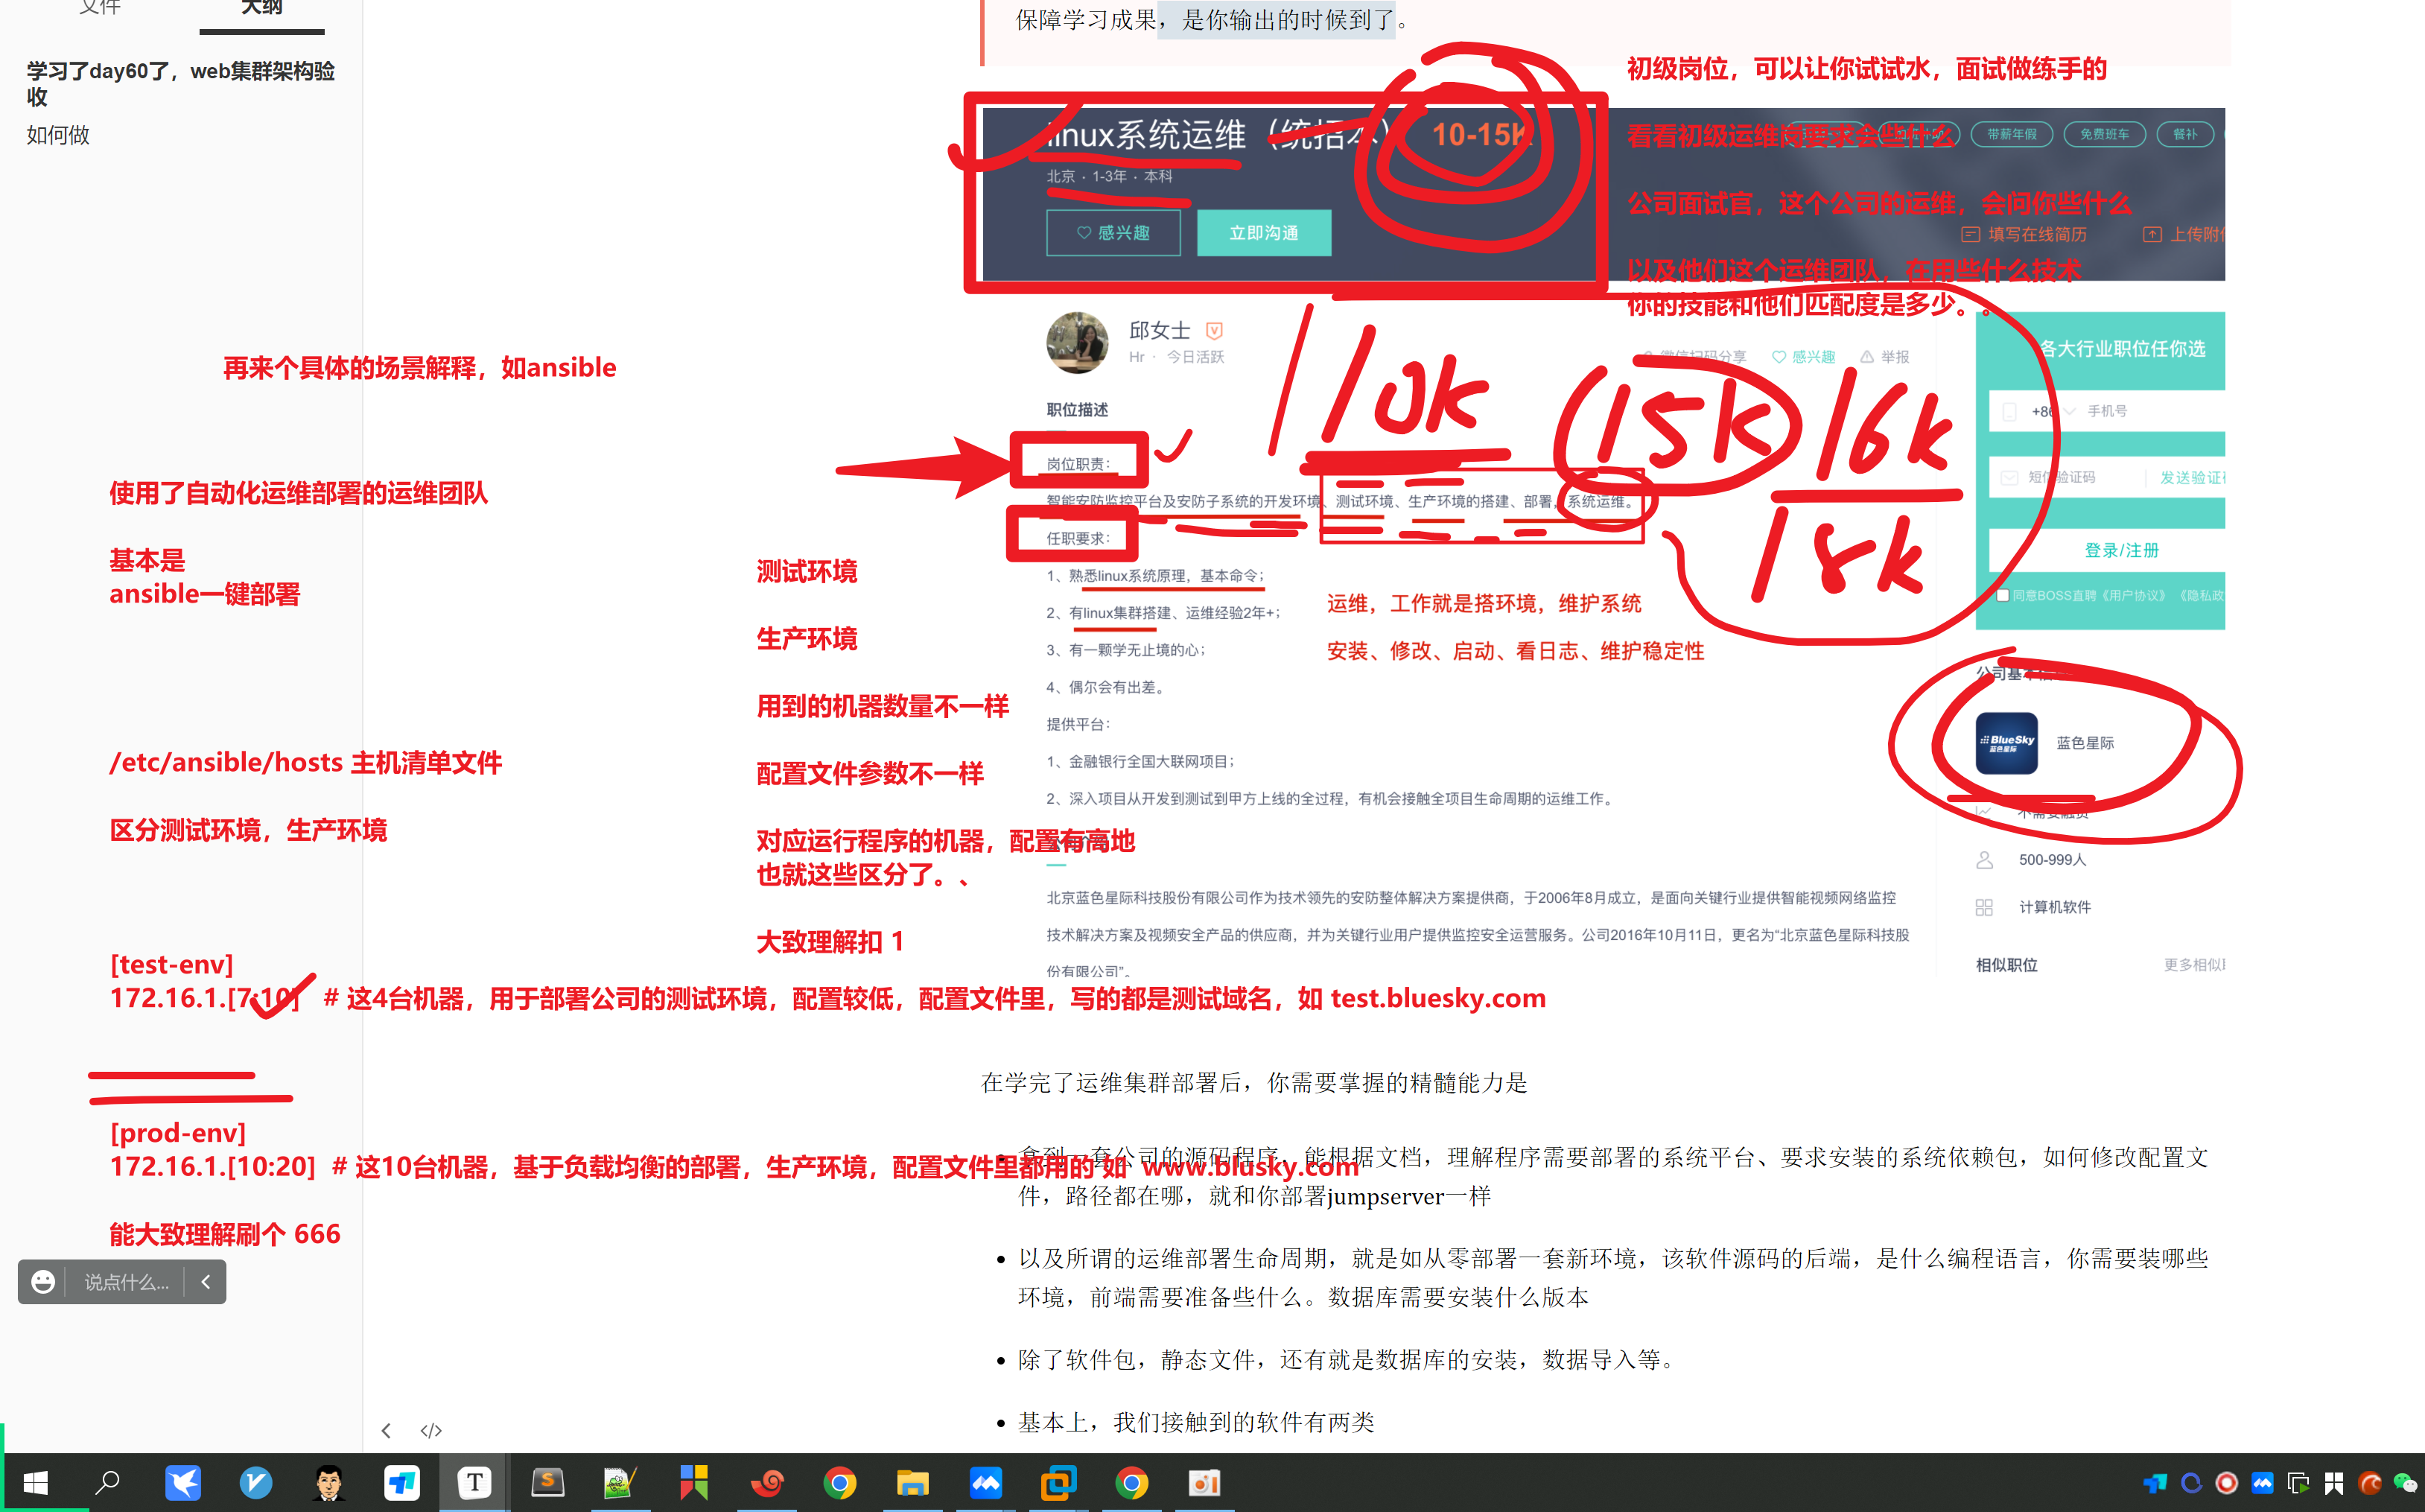 文件
大纲
学习了day60了，web集群架构验
收
如何做
保障学习成果，是你输出的时候到了。
初级岗位，可以让你试试水，面试做练手的
看看初级运维岗要求会些什么
公司面试官，这个公司的运维，会问你些什么
以及他们这个运维团队，在用些什么技术
你的技能和他们匹配度是多少。。
linux系统运维（统招本）
10-15K
带薪年假
免费班车
餐补
北京 · 1-3年 · 本科
感兴趣
立即沟通
填写在线简历
上传附件
邱女士
Hr · 今日活跃
微信扫码分享
感兴趣
举报
各大行业职位任你选
+86
手机号
短信验证码
发送验证码
登录/注册
同意BOSS直聘《用户协议》《隐私政
10k
15k
16k
18k
职位描述
岗位职责：
智能安防监控平台及安防子系统的开发环境、测试环境、生产环境的搭建、部署，系统运维。
任职要求：
1、熟悉linux系统原理，基本命令；
2、有linux集群搭建、运维经验2年+；
3、有一颗学无止境的心；
4、偶尔会有出差。
提供平台：
1、金融银行全国大联网项目；
2、深入项目从开发到测试到甲方上线的全过程，有机会接触全项目生命周期的运维工作。
运维，工作就是搭环境，维护系统
安装、修改、启动、看日志、维护稳定性
北京蓝色星际科技股份有限公司作为技术领先的安防整体解决方案提供商，于2006年8月成立，是面向关键行业提供智能视频网络监控
技术解决方案及视频安全产品的供应商，并为关键行业用户提供监控安全运营服务。公司2016年10月11日，更名为“北京蓝色星际科技股
份有限公司”。
公司基本信息
BlueSky
蓝色星际
蓝色星际
不需要融资
500-999人
计算机软件
相似职位
更多相似
再来个具体的场景解释，如ansible
使用了自动化运维部署的运维团队
基本是
ansible一键部署
/etc/ansible/hosts 主机清单文件
区分测试环境，生产环境
测试环境
生产环境
用到的机器数量不一样
配置文件参数不一样
对应运行程序的机器，配置有高地
也就这些区分了。、
大致理解扣 1
[test-env]
172.16.1.[7:10] # 这4台机器，用于部署公司的测试环境，配置较低，配置文件里，写的都是测试域名，如 test.bluesky.com
[prod-env]
172.16.1.[10:20] # 这10台机器，基于负载均衡的部署，生产环境，配置文件里都用的 如 www.blusky.com
能大致理解刷个 666
说点什么...
在学完了运维集群部署后，你需要掌握的精髓能力是
拿到一套公司的源码程序，能根据文档，理解程序需要部署的系统平台、要求安装的系统依赖包，如何修改配置文
件，路径都在哪，就和你部署jumpserver一样
以及所谓的运维部署生命周期，就是如从零部署一套新环境，该软件源码的后端，是什么编程语言，你需要装哪些
环境，前端需要准备些什么。数据库需要安装什么版本
除了软件包，静态文件，还有就是数据库的安装，数据导入等。
基本上，我们接触到的软件有两类